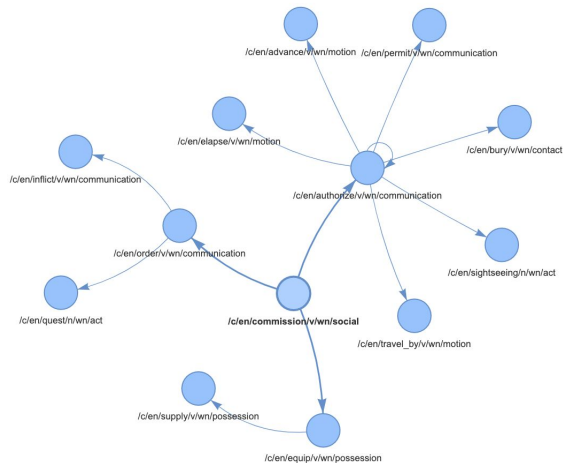 /c/en/advance/v/wn/motion
/c/en/permit/v/wn/communication
/c/en/elapse/v/wn/motion
/c/en/bury/v/wn/contact
/c/en/inflict/v/wn/communication
/c/en/authorize/v/wn/communication
/c/en/order/v/wn/communication
/c/en/sightseeing/n/wn/act
/c/en/quest/n/wn/act
/c/en/commission/v/wn/social
/c/en/travel_by/v/wn/motion
/c/en/supply/v/wn/possession
/c/en/equip/v/wn/possession